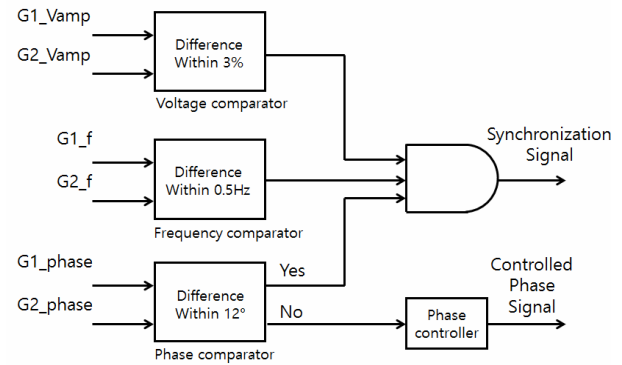 G1_Vamp
G2_Vamp
Difference
Within 3%
Voltage comparator
G1_f
G2_f
Difference
Within 0.5Hz
Frequency comparator
Synchronization
Signal
G1_phase
G2_phase
Difference
Within 12°
Phase comparator
Yes
No
Phase
controller
Controlled
Phase
Signal